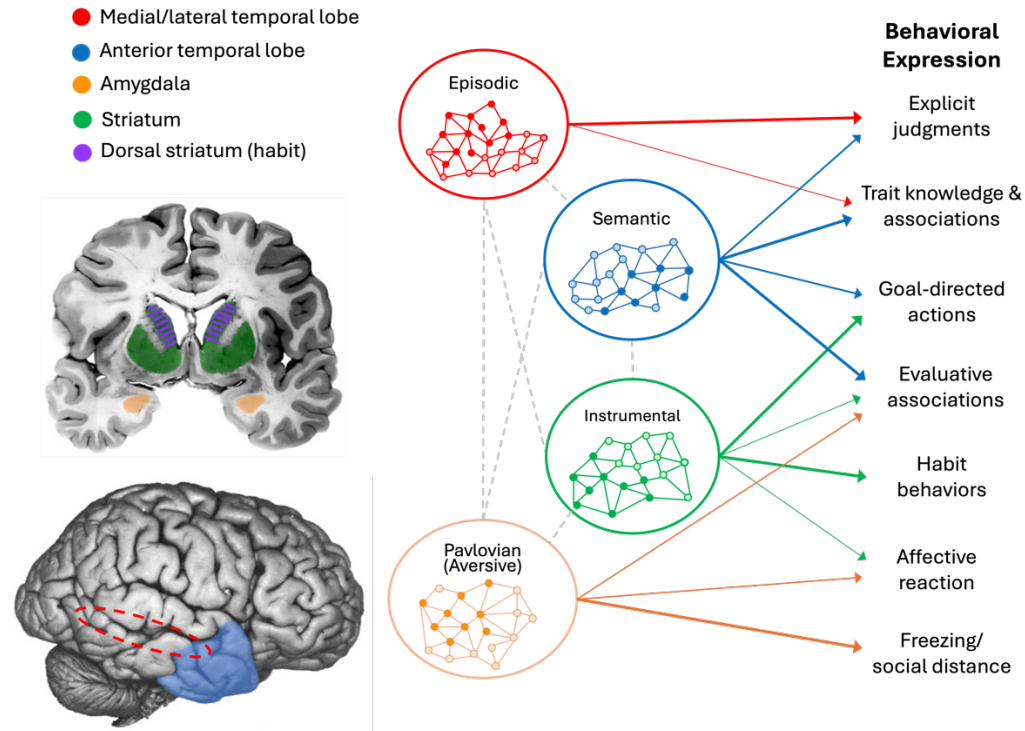 Medial/lateral temporal lobe
Anterior temporal lobe
Amygdala
Striatum
Dorsal striatum (habit)
Episodic
Semantic
Instrumental
Pavlovian
(Aversive)
Behavioral
Expression
Explicit
judgments
Trait knowledge &
associations
Goal-directed
actions
Evaluative
associations
Habit
behaviors
Affective
reaction
Freezing/
social distance